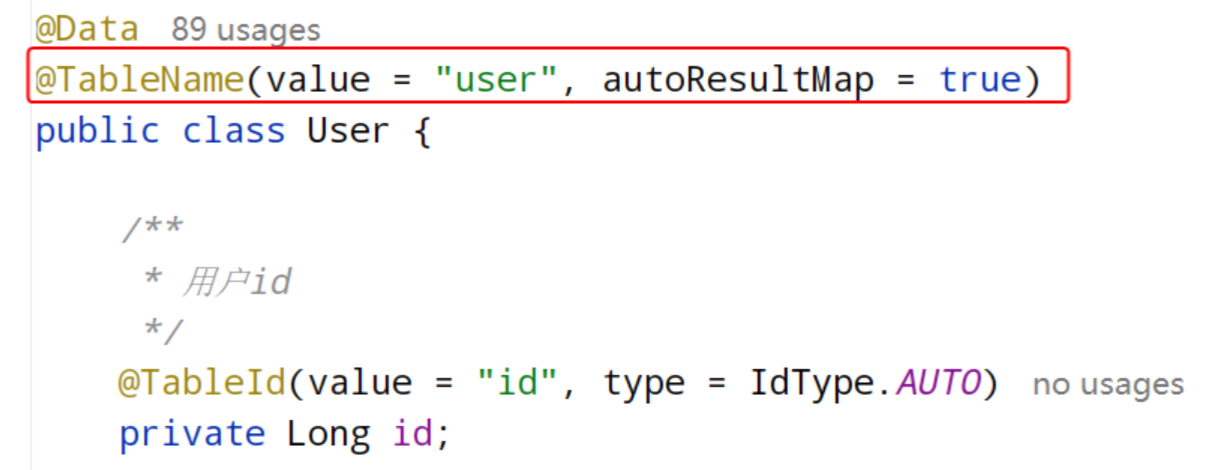 @Data 89 usages
@TableName(value = "user", autoResultMap = true)
public class User {
/**
* 用户id
*/
@TableId(value = "id", type = IdType.AUTO) no usages
private Long id;